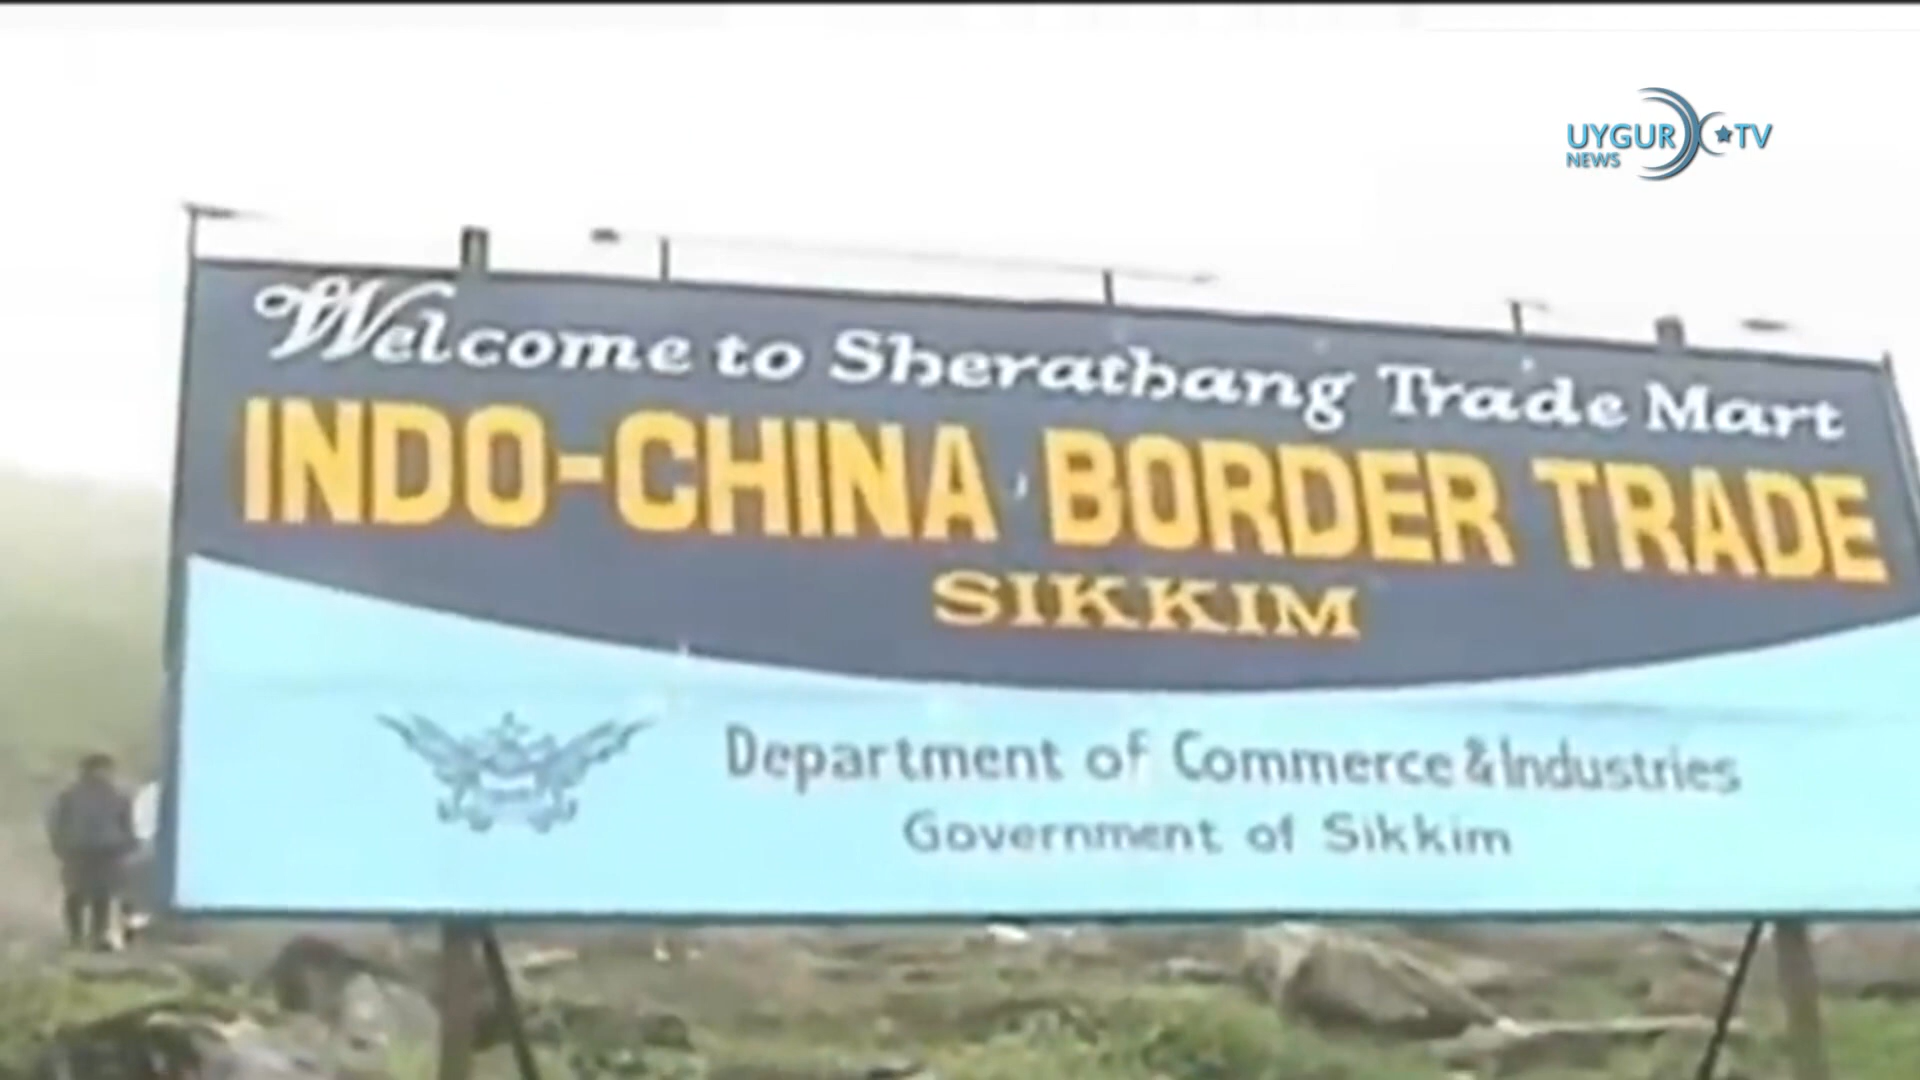 UYGUR TV
NEWS
Welcome to Sherathang Trade Mart
INDO-CHINA BORDER TRADE
SIKKIM
Department of Commerce & Industries
Government of Sikkim